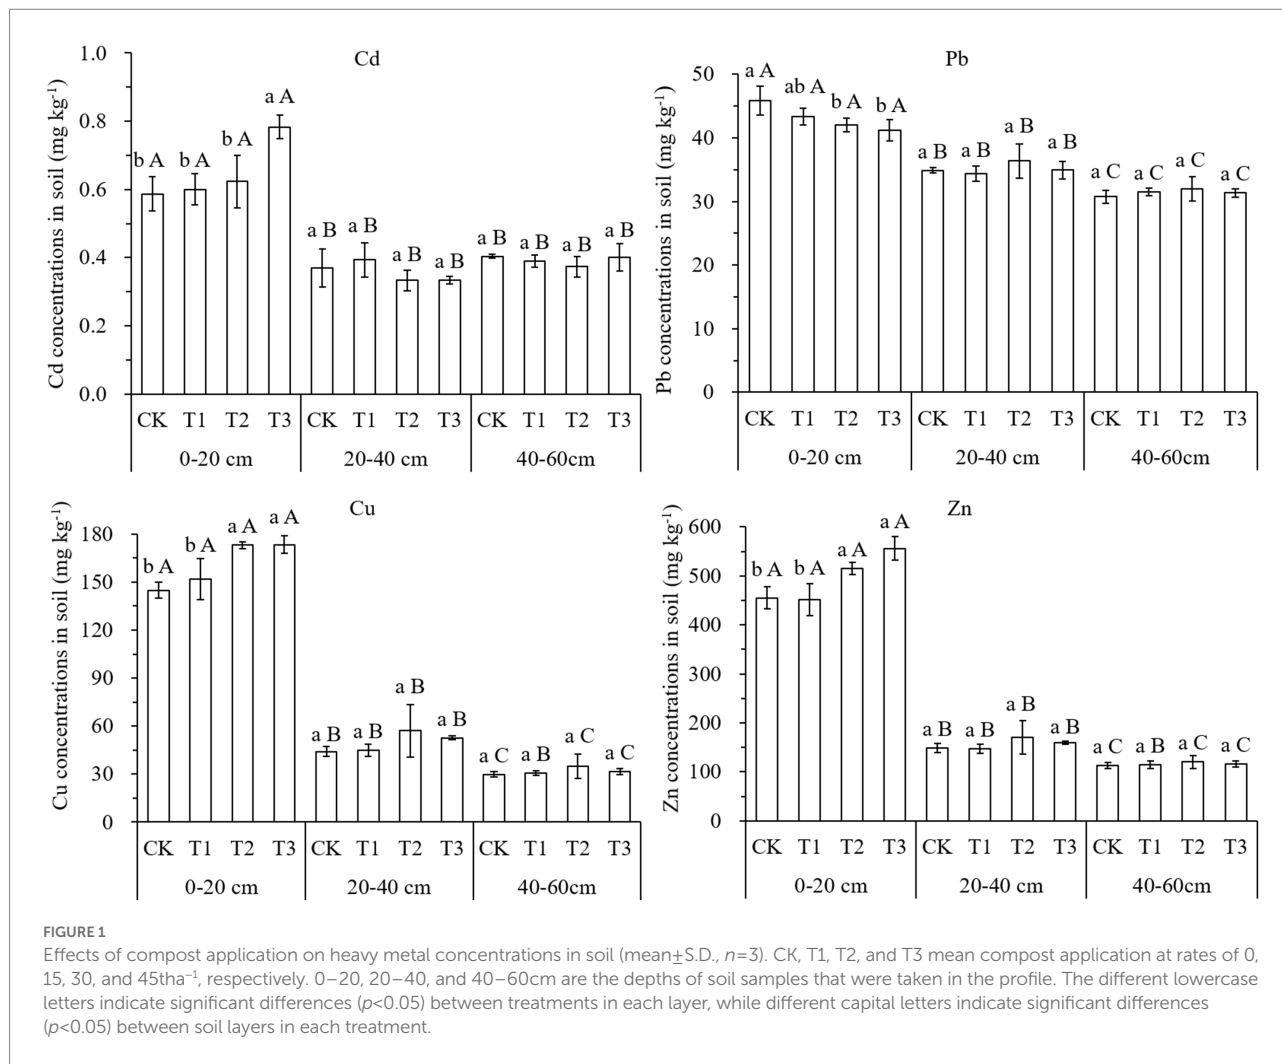 Cd
Cd concentrations in soil (mg kg⁻¹)
1.0
0.8
0.6
0.4
0.2
0.0
b A b A b A a A a B a B a B a B a B a B a B a B
CK T1 T2 T3 CK T1 T2 T3 CK T1 T2 T3
0-20 cm 20-40 cm 40-60cm
Pb
Pb concentrations in soil (mg kg⁻¹)
50
40
30
20
10
0
a A ab A b A b A a B a B a B a B a C a C a C a C
CK T1 T2 T3 CK T1 T2 T3 CK T1 T2 T3
0-20 cm 20-40 cm 40-60cm
Cu
Cu concentrations in soil (mg kg⁻¹)
180
150
120
90
60
30
0
b A b A a A a A a B a B a B a B a C a B a C a C
CK T1 T2 T3 CK T1 T2 T3 CK T1 T2 T3
0-20 cm 20-40 cm 40-60cm
Zn
Zn concentrations in soil (mg kg⁻¹)
600
500
400
300
200
100
0
b A b A a A a A a B a B a B a B a C a B a C a C
CK T1 T2 T3 CK T1 T2 T3 CK T1 T2 T3
0-20 cm 20-40 cm 40-60cm
FIGURE 1
Effects of compost application on heavy metal concentrations in soil (mean±S.D., n=3). CK, T1, T2, and T3 mean compost application at rates of 0,
15, 30, and 45tha⁻¹, respectively. 0–20, 20–40, and 40–60cm are the depths of soil samples that were taken in the profile. The different lowercase
letters indicate significant differences (p<0.05) between treatments in each layer, while different capital letters indicate significant differences
(p<0.05) between soil layers in each treatment.